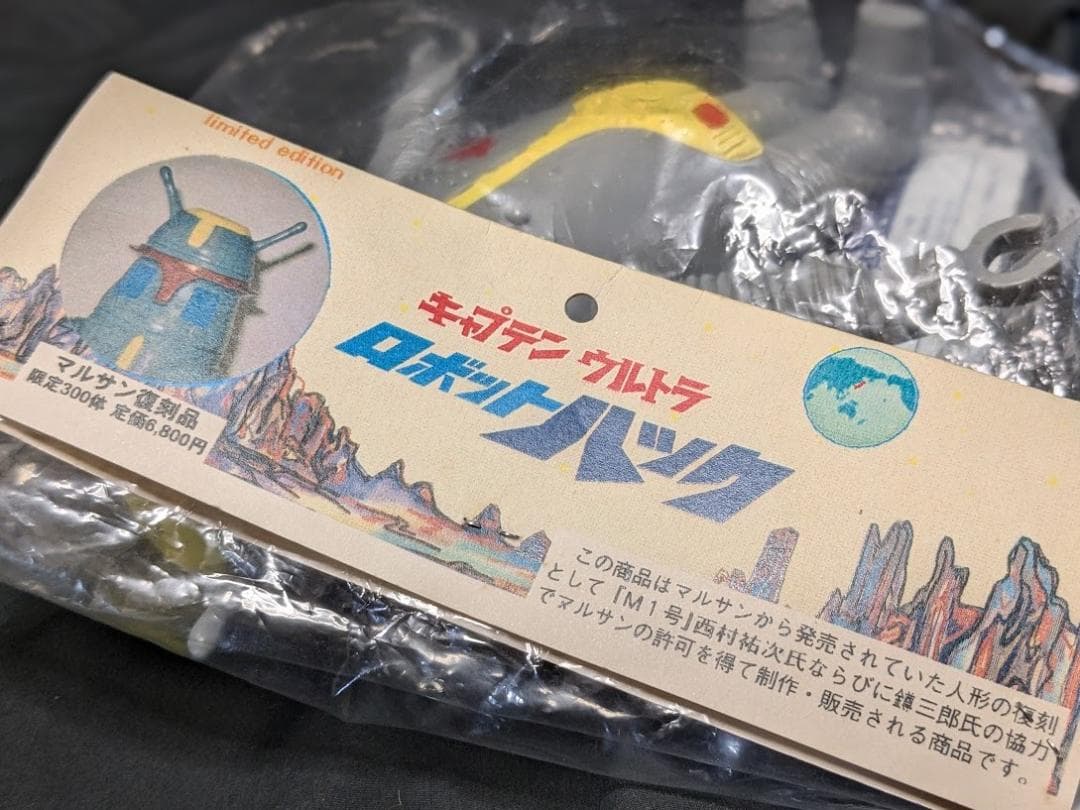 limited edition
キャプテン ウルトラ
ロボットハック
マルサン復刻品
限定300体 定価6,800円
この商品はマルサンから発売されていた人形の復刻
として『M1号』西村祐次氏ならびに鐏三郎氏の協力
でマルサンの許可を得て制作・販売される商品です。